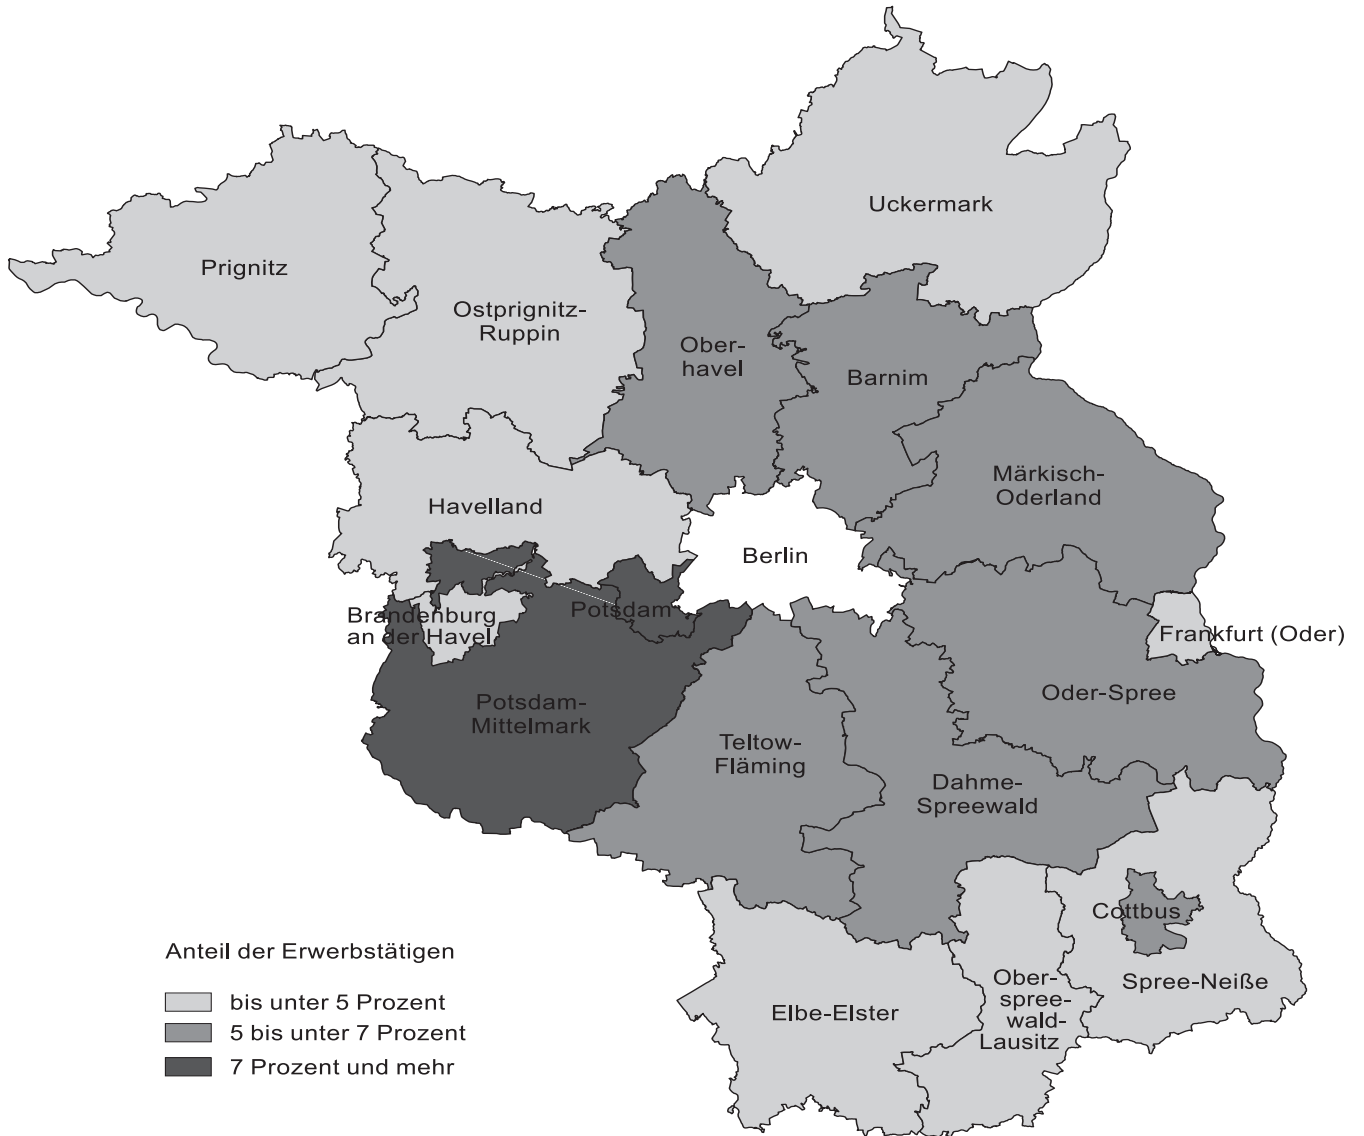 Uckermark
Prignitz
Ostprignitz-
Ruppin
Ober-
havel
Barnim
Märkisch-
Oderland
Havelland
Berlin
Brandenburg
an der Havel
Potsdam
Frankfurt (Oder)
Oder-Spree
Potsdam-
Mittelmark
Teltow-
Fläming
Dahme-
Spreewald
Cottbus
Spree-Neiße
Ober-
spree-
wald-
Lausitz
Elbe-Elster
Anteil der Erwerbstätigen
bis unter 5 Prozent
5 bis unter 7 Prozent
7 Prozent und mehr